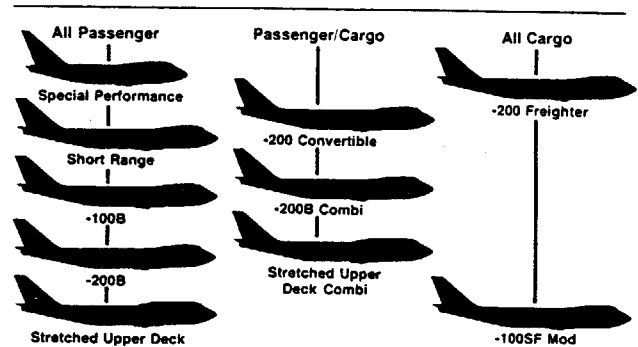 All Passenger
Special Performance
Short Range
-100B
-200B
Stretched Upper Deck
Passenger/Cargo
-200 Convertible
-200B Combi
Stretched Upper
Deck Combi
All Cargo
-200 Freighter
-100SF Mod